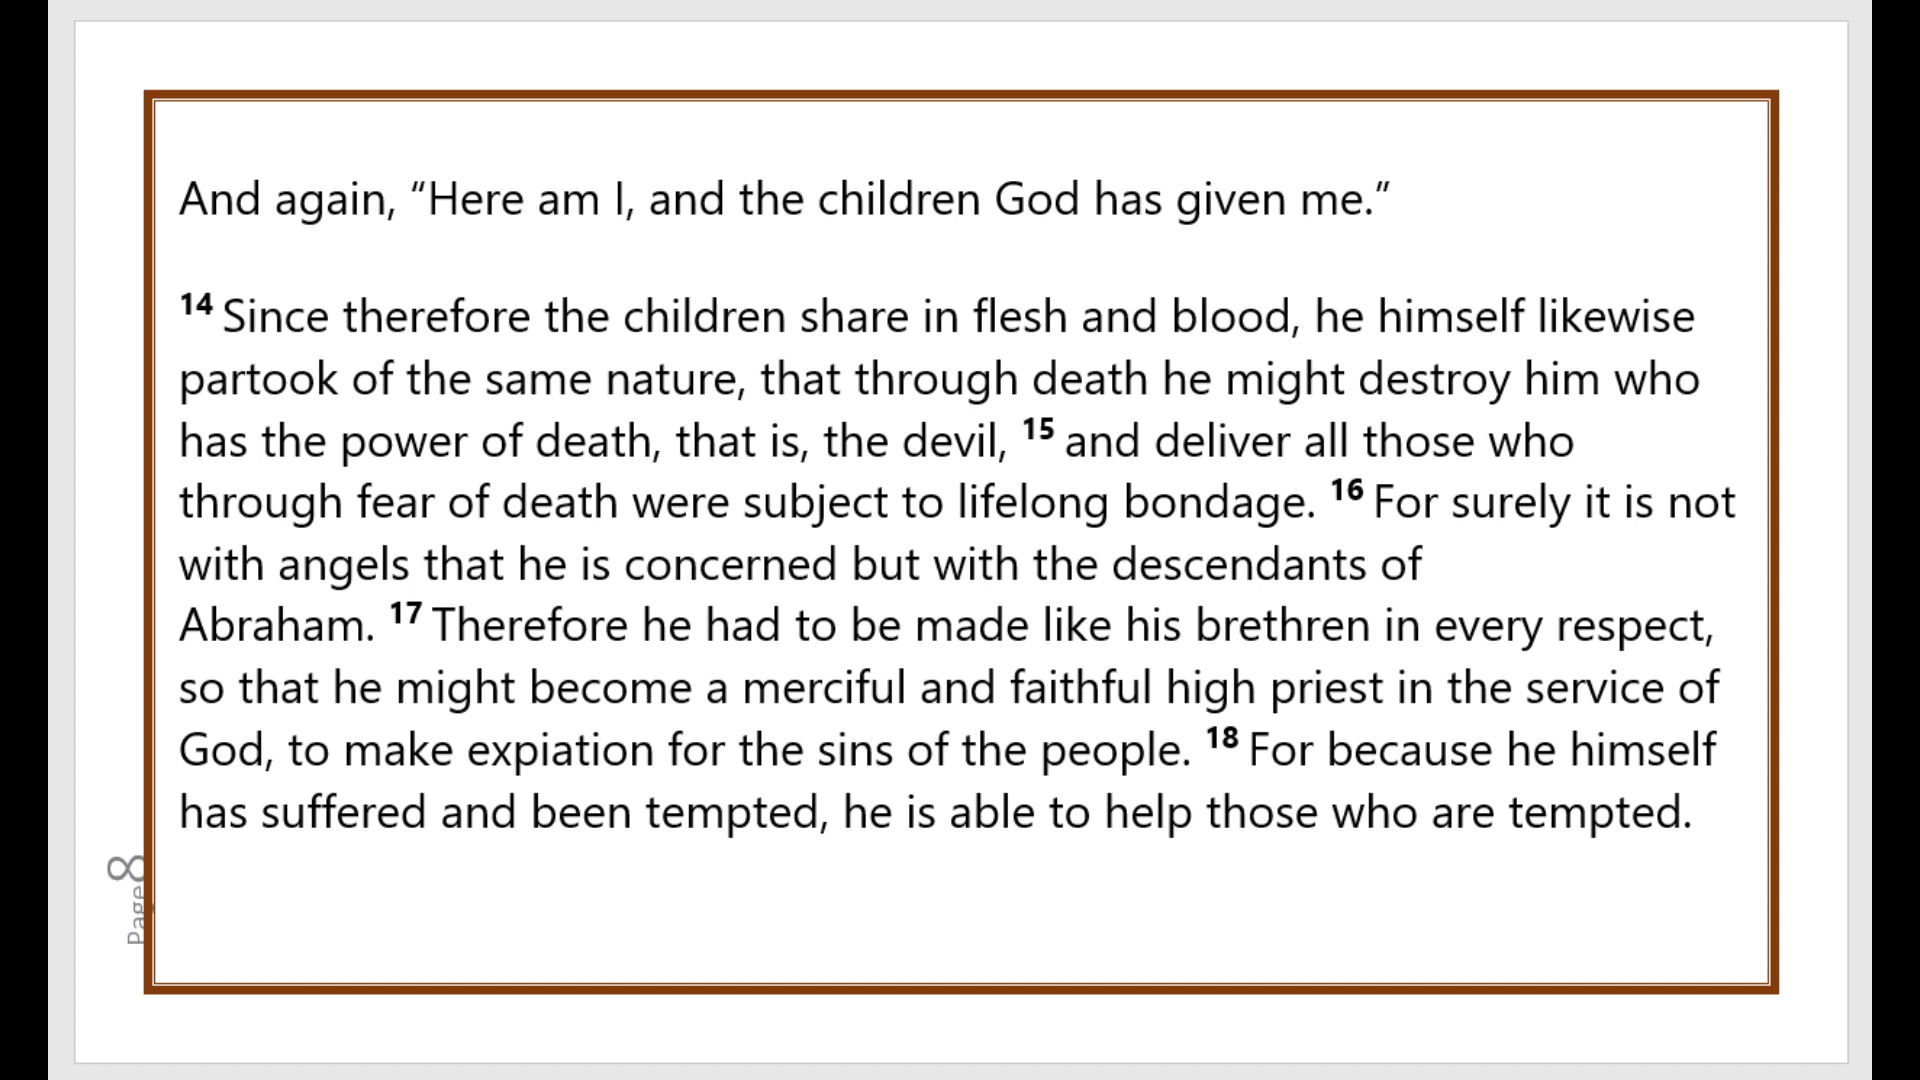 And again, “Here am I, and the children God has given me.”
14 Since therefore the children share in flesh and blood, he himself likewise
partook of the same nature, that through death he might destroy him who
has the power of death, that is, the devil, 15 and deliver all those who
through fear of death were subject to lifelong bondage. 16 For surely it is not
with angels that he is concerned but with the descendants of
Abraham. 17 Therefore he had to be made like his brethren in every respect,
so that he might become a merciful and faithful high priest in the service of
God, to make expiation for the sins of the people. 18 For because he himself
has suffered and been tempted, he is able to help those who are tempted.
Page 8